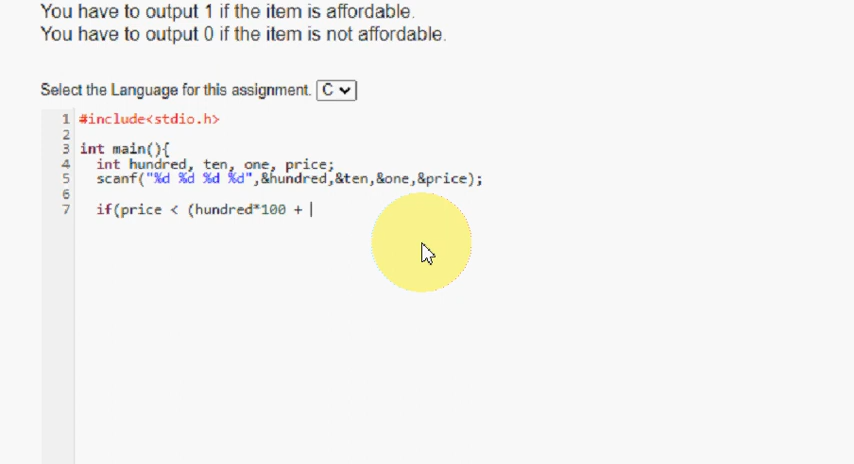 You have to output 1 if the item is affordable.
You have to output 0 if the item is not affordable.
Select the Language for this assignment. C
1 #include<stdio.h>
2
3 int main(){
4 int hundred, ten, one, price;
5 scanf("%d %d %d %d",&hundred,&ten,&one,&price);
6
7 if(price < (hundred*100 +